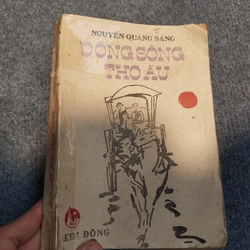 NGUYỄN QUANG SÁNG
DÒNG SÔNG
THƠ ẤU
KIM ĐỒNG